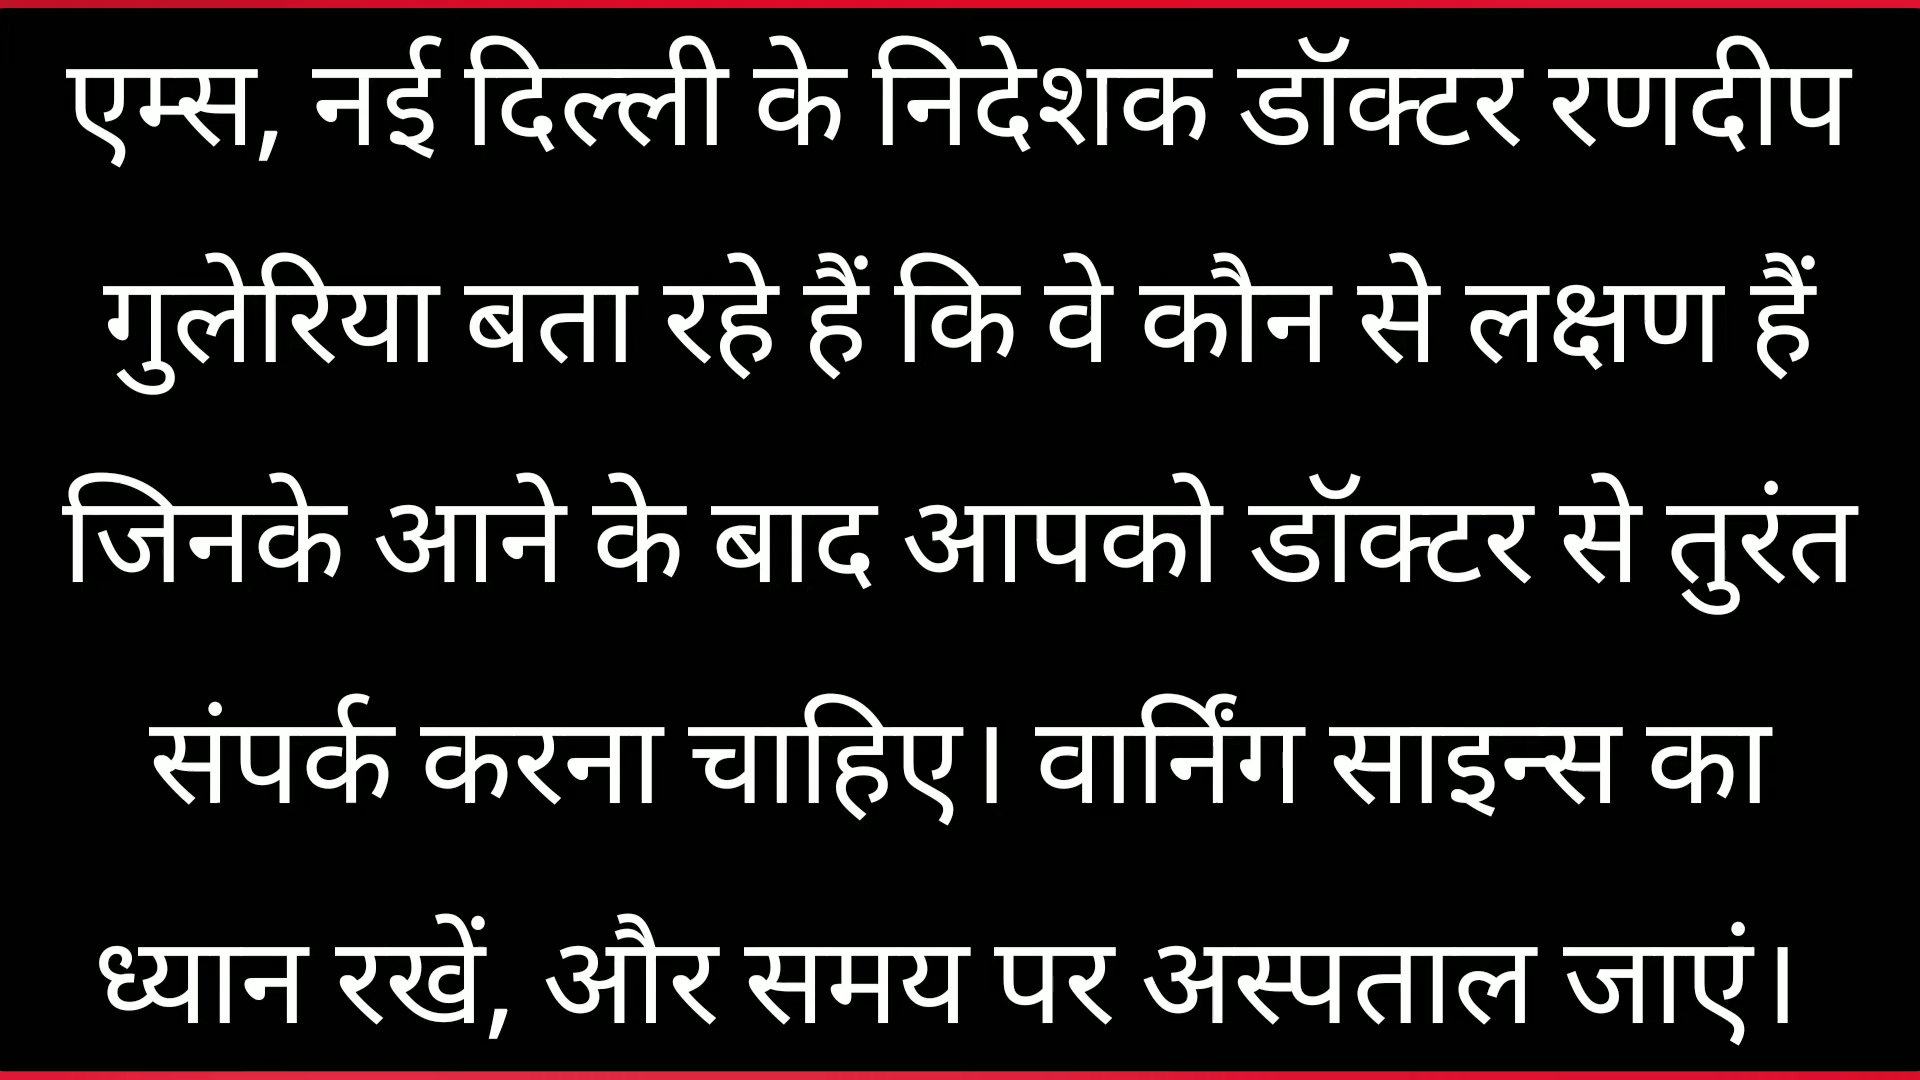 एम्स, नई दिल्ली के निदेशक डॉक्टर रणदीप
गुलेरिया बता रहे हैं कि वे कौन से लक्षण हैं
जिनके आने के बाद आपको डॉक्टर से तुरंत
संपर्क करना चाहिए। वार्निंग साइन्स का
ध्यान रखें, और समय पर अस्पताल जाएं।